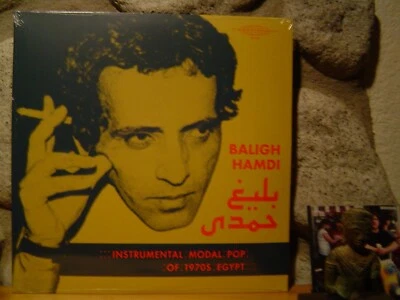 BALIGH
HAMDI
بليغ
حمدى
INSTRUMENTAL MODAL POP
OF 1970S EGYPT